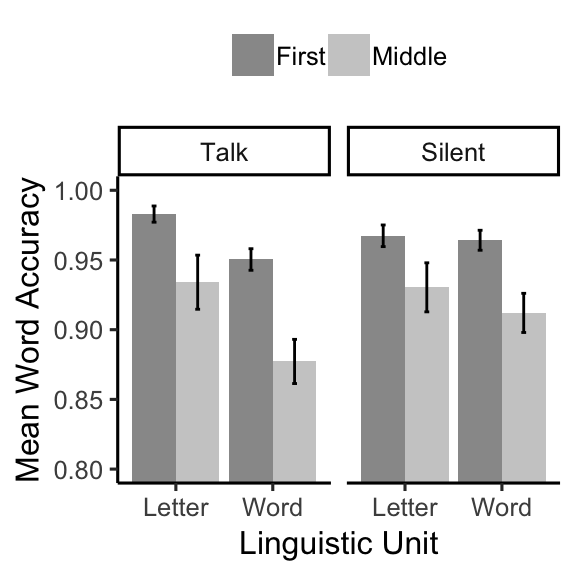 First Middle
Talk Silent
Mean Word Accuracy
1.00
0.95
0.90
0.85
0.80
Letter Word Letter Word
Linguistic Unit